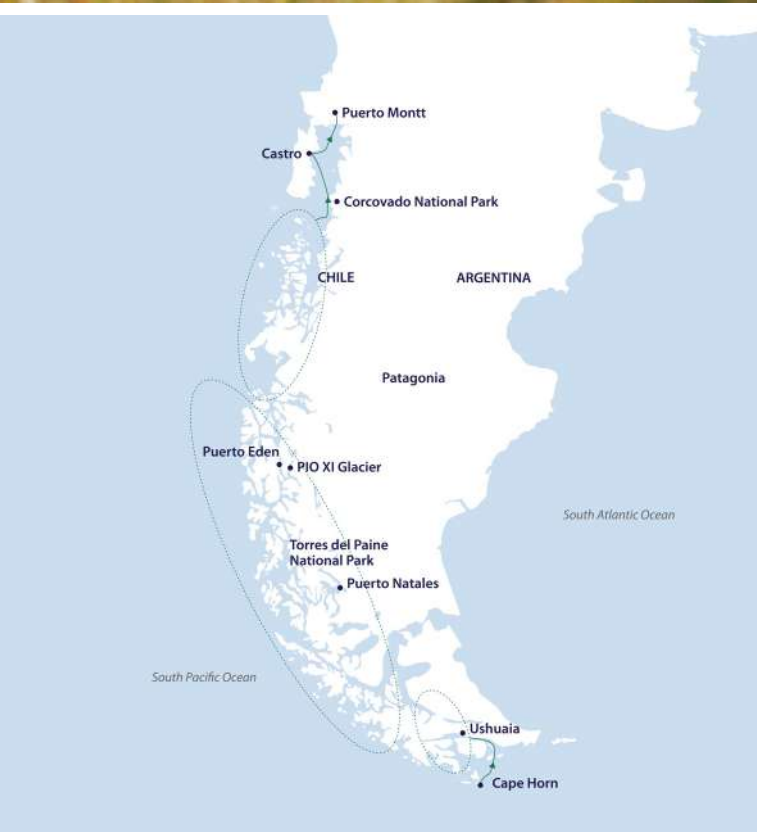 Puerto Montt
Castro
Corcovado National Park
CHILE
ARGENTINA
Patagonia
Puerto Eden
PIO XI Glacier
South Atlantic Ocean
Torres del Paine
National Park
Puerto Natales
South Pacific Ocean
Ushuaia
Cape Horn